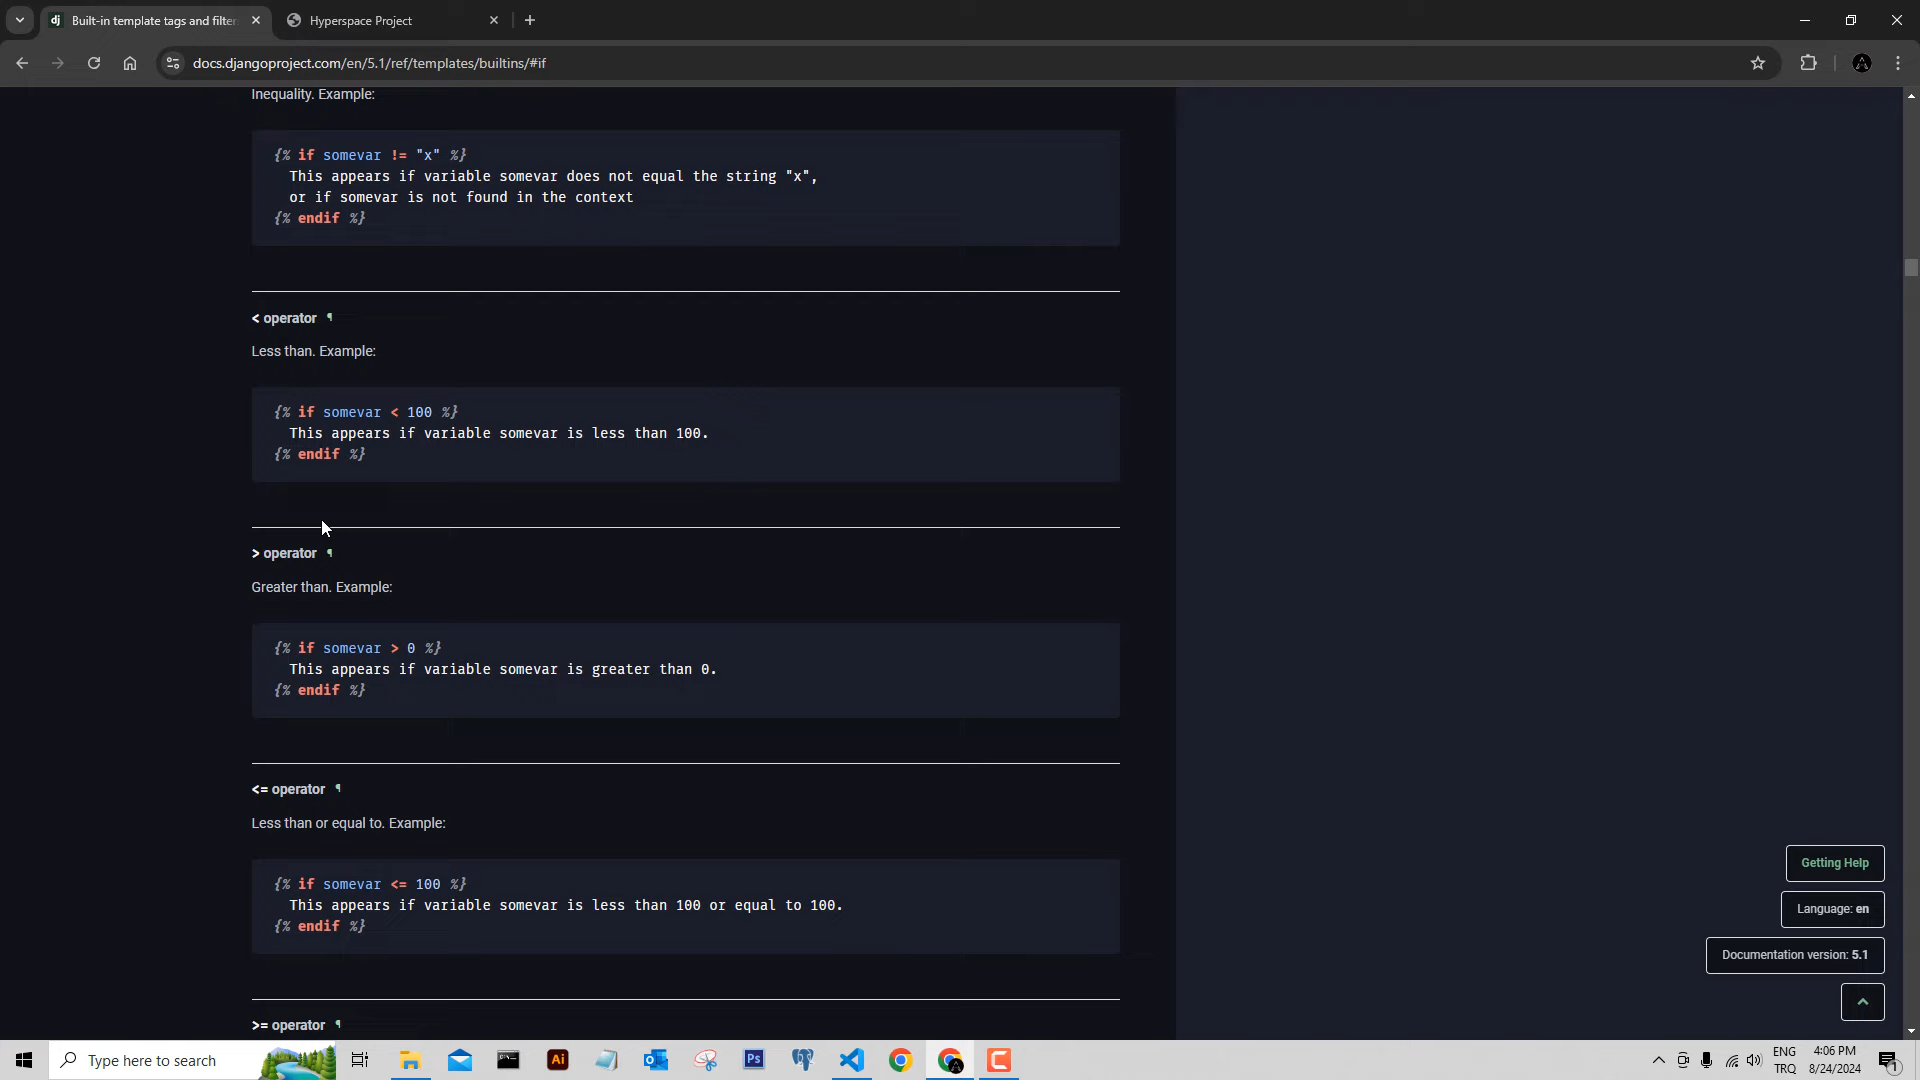 Built-in template tags and filter
Hyperspace Project
docs.djangoproject.com/en/5.1/ref/templates/builtins/#if
Inequality. Example:
{% if somevar != "x" %}
This appears if variable somevar does not equal the string "x",
or if somevar is not found in the context
{% endif %}
< operator ¶
Less than. Example:
{% if somevar < 100 %}
This appears if variable somevar is less than 100.
{% endif %}
> operator ¶
Greater than. Example:
{% if somevar > 0 %}
This appears if variable somevar is greater than 0.
{% endif %}
<= operator ¶
Less than or equal to. Example:
{% if somevar <= 100 %}
This appears if variable somevar is less than 100 or equal to 100.
{% endif %}
>= operator ¶
Getting Help
Language: en
Documentation version: 5.1
Type here to search
Ai
Ps
ENG
TRQ
4:06 PM
8/24/2024
1